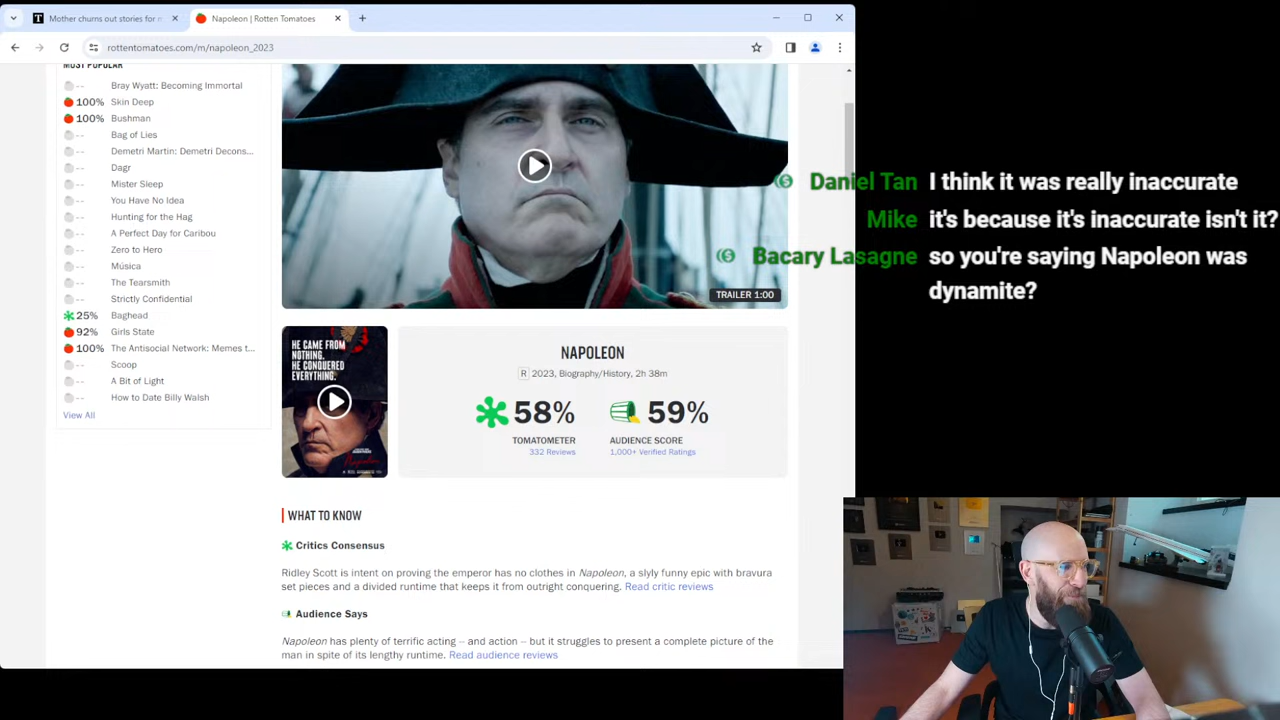 Mother churns out stories for m
Napoleon | Rotten Tomatoes
rottentomatoes.com/m/napoleon_2023
MOST POPULAR
-- Bray Wyatt: Becoming Immortal
100% Skin Deep
100% Bushman
-- Bag of Lies
-- Demetri Martin: Demetri Decons...
-- Dagr
-- Mister Sleep
-- You Have No Idea
-- Hunting for the Hag
-- A Perfect Day for Caribou
-- Zero to Hero
-- Música
-- The Tearsmith
-- Strictly Confidential
25% Baghead
92% Girls State
100% The Antisocial Network: Memes t...
-- Scoop
-- A Bit of Light
-- How to Date Billy Walsh
View All
TRAILER 1:00
HE CAME FROM
NOTHING.
HE CONQUERED
EVERYTHING.
Napoleon
NAPOLEON
R 2023, Biography/History, 2h 38m
58% 59%
TOMATOMETER AUDIENCE SCORE
332 Reviews 1,000+ Verified Ratings
WHAT TO KNOW
Critics Consensus
Ridley Scott is intent on proving the emperor has no clothes in Napoleon, a slyly funny epic with bravura
set pieces and a divided runtime that keeps it from outright conquering. Read critic reviews
Audience Says
Napoleon has plenty of terrific acting – and action – but it struggles to present a complete picture of the
man in spite of its lengthy runtime. Read audience reviews
Daniel Tan I think it was really inaccurate
Mike it's because it's inaccurate isn't it?
Bacary Lasagne so you're saying Napoleon was
dynamite?